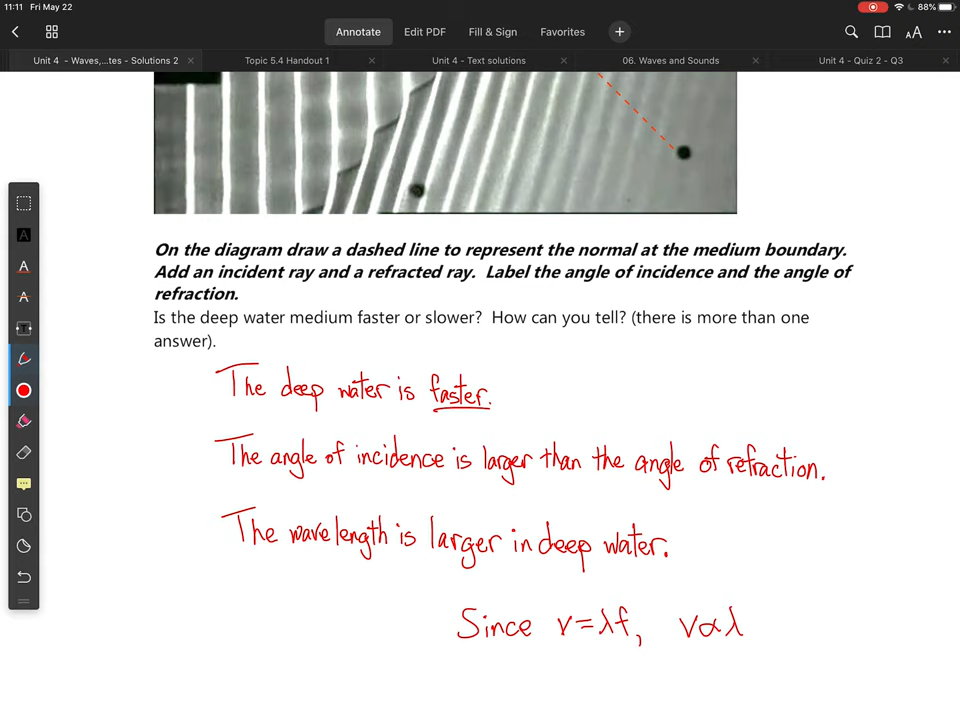 11:11 Fri May 22
88%
Annotate Edit PDF Fill & Sign Favorites
AA
Unit 4 - Waves,...tes - Solutions 2 Topic 5.4 Handout 1 Unit 4 - Text solutions 06. Waves and Sounds Unit 4 - Quiz 2 - Q3
On the diagram draw a dashed line to represent the normal at the medium boundary.
Add an incident ray and a refracted ray. Label the angle of incidence and the angle of
refraction.
Is the deep water medium faster or slower? How can you tell? (there is more than one
answer).
The deep water is faster.
The angle of incidence is larger than the angle of refraction.
The wavelength is larger in deep water.
Since v=λf, v∝λ
A
A
A
T